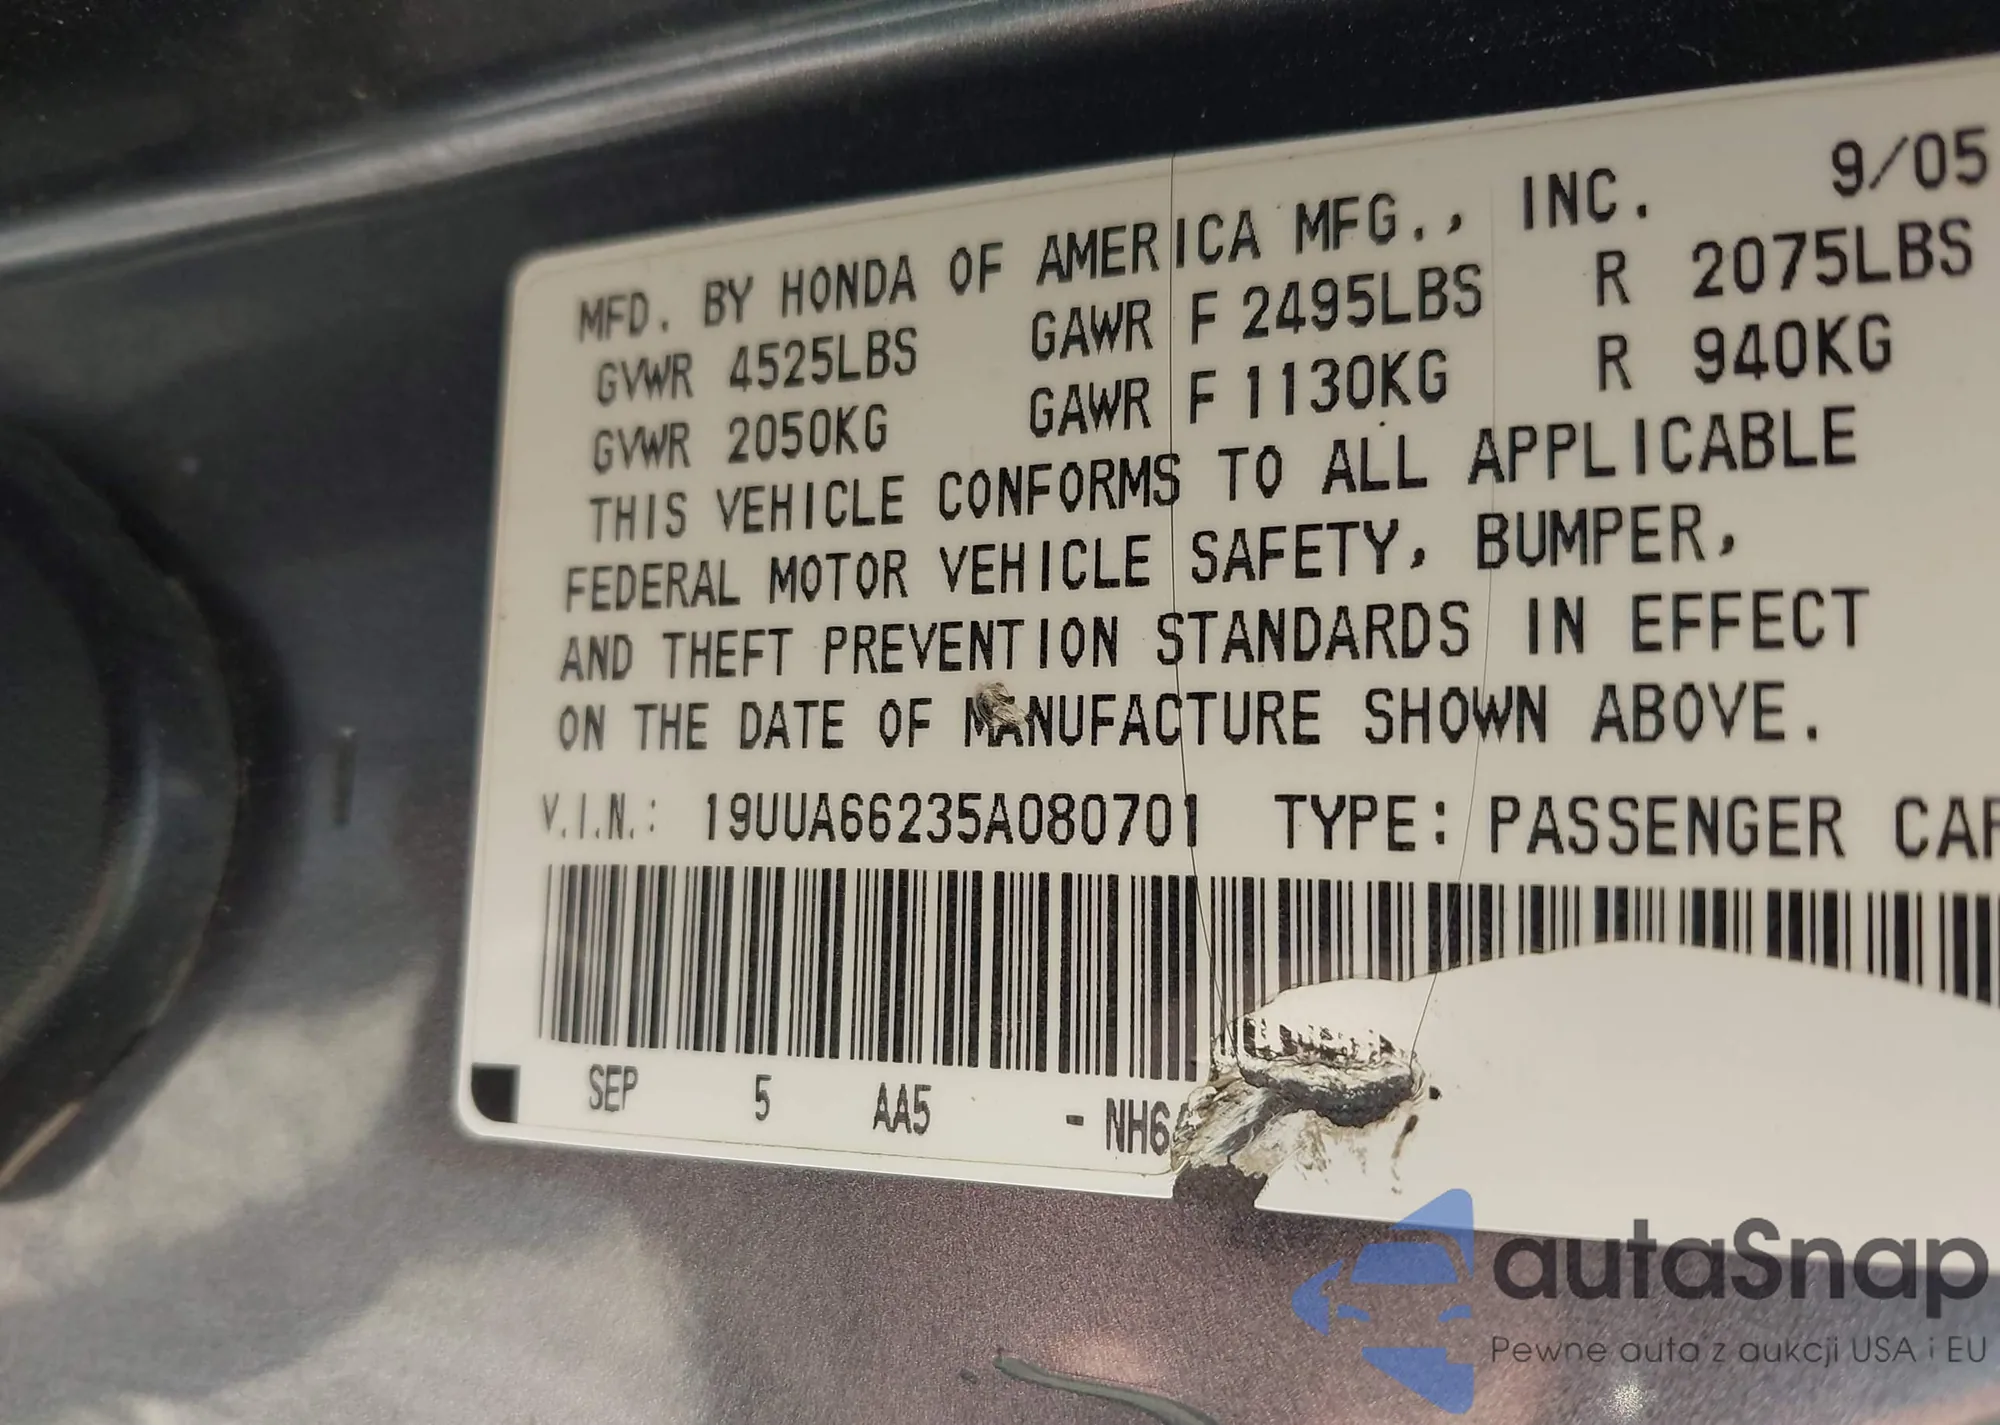 MFD. BY HONDA OF AMERICA MFG., INC. 9/05
GVWR 4525LBS GAWR F 2495LBS R 2075LBS
GVWR 2050KG GAWR F 1130KG R 940KG
THIS VEHICLE CONFORMS TO ALL APPLICABLE
FEDERAL MOTOR VEHICLE SAFETY, BUMPER,
AND THEFT PREVENTION STANDARDS IN EFFECT
ON THE DATE OF MANUFACTURE SHOWN ABOVE.
V.I.N.: 19UUA66235A080701 TYPE: PASSENGER CAR
SEP 5 AA5 - NH6
autaSnap
Pewne auta z aukcji USA i EU